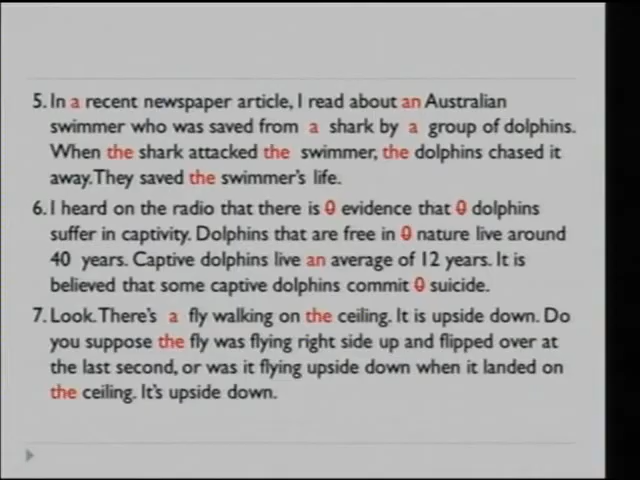 5. In a recent newspaper article, I read about an Australian
swimmer who was saved from a shark by a group of dolphins.
When the shark attacked the swimmer, the dolphins chased it
away. They saved the swimmer's life.
6. I heard on the radio that there is 0 evidence that 0 dolphins
suffer in captivity. Dolphins that are free in 0 nature live around
40 years. Captive dolphins live an average of 12 years. It is
believed that some captive dolphins commit 0 suicide.
7. Look. There's a fly walking on the ceiling. It is upside down. Do
you suppose the fly was flying right side up and flipped over at
the last second, or was it flying upside down when it landed on
the ceiling. It's upside down.